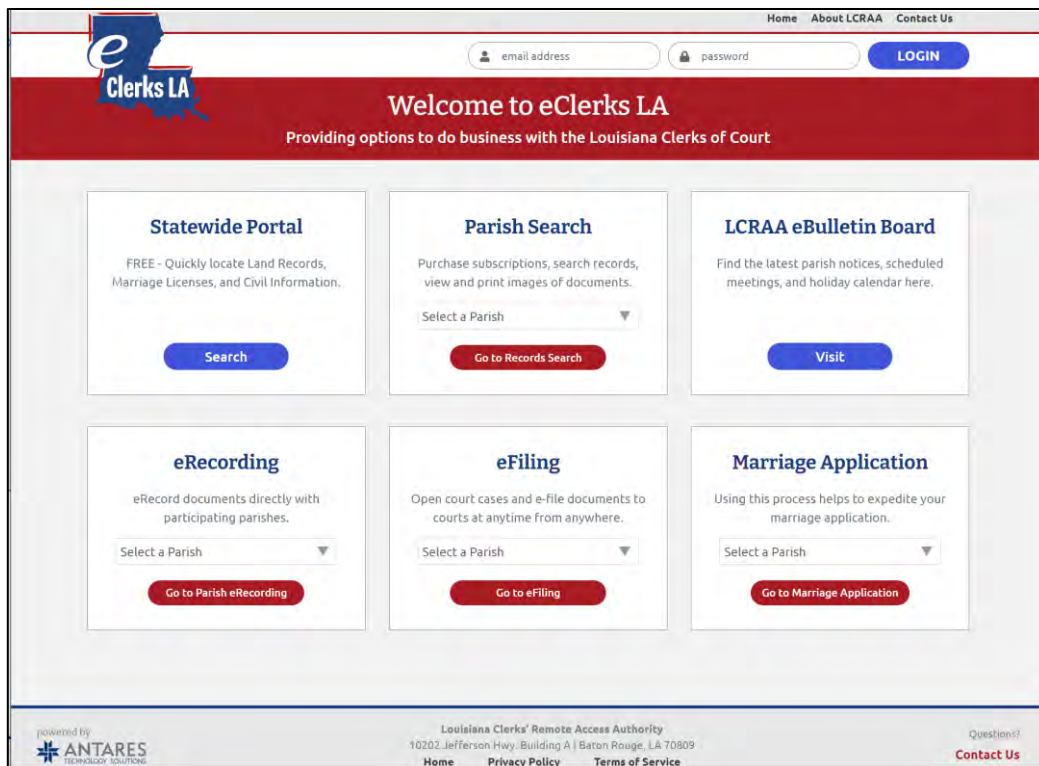 Home About LCRAA Contact Us
e
Clerks LA
email address password LOGIN
Welcome to eClerks LA
Providing options to do business with the Louisiana Clerks of Court
Statewide Portal
FREE - Quickly locate Land Records,
Marriage Licenses, and Civil Information.
Search
Parish Search
Purchase subscriptions, search records,
view and print images of documents.
Select a Parish
Go to Records Search
LCRAA eBulletin Board
Find the latest parish notices, scheduled
meetings, and holiday calendar here.
Visit
eRecording
eRecord documents directly with
participating parishes.
Select a Parish
Go to Parish eRecording
eFiling
Open court cases and e-file documents to
courts at anytime from anywhere.
Select a Parish
Go to eFiling
Marriage Application
Using this process helps to expedite your
marriage application.
Select a Parish
Go to Marriage Application
powered by
ANTARES
TECHNOLOGY SOLUTIONS
Louisiana Clerks' Remote Access Authority
10202 Jefferson Hwy. Building A | Baton Rouge, LA 70809
Home Privacy Policy Terms of Service
Questions?
Contact Us